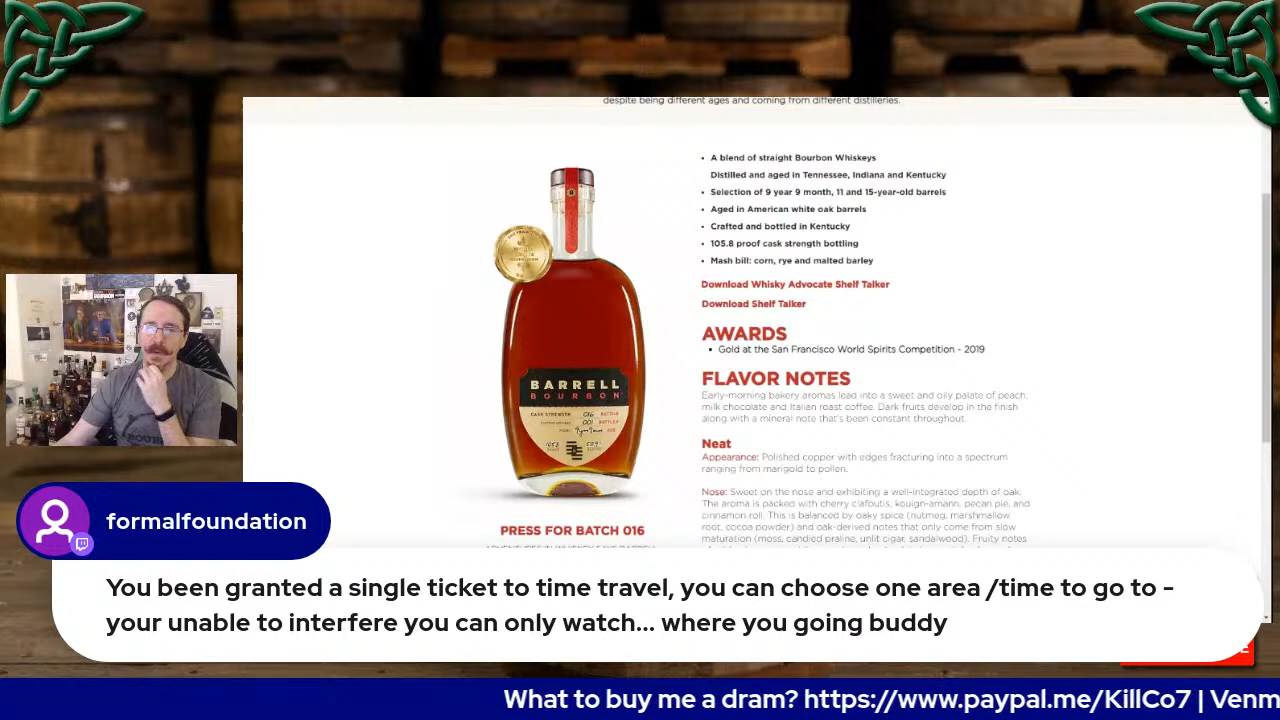 despite being different ages and coming from different distilleries.
• A blend of straight Bourbon Whiskeys
Distilled and aged in Tennessee, Indiana and Kentucky
• Selection of 9 year 9 month, 11 and 15-year-old barrels
• Aged in American white oak barrels
• Crafted and bottled in Kentucky
• 105.8 proof cask strength bottling
• Mash bill: corn, rye and malted barley
Download Whisky Advocate Shelf Talker
Download Shelf Talker
AWARDS
• Gold at the San Francisco World Spirits Competition - 2019
FLAVOR NOTES
Early-morning bakery aromas lead into a sweet and oily palate of peach,
milk chocolate and Italian roast coffee. Dark fruits develop in the finish
along with a mineral note that's been constant throughout.
Neat
Appearance: Polished copper with edges fracturing into a spectrum
ranging from marigold to pollen.
Nose: Sweet on the nose and exhibiting a well-integrated depth of oak.
The aroma is packed with cherry clafoutis, kouign-amann, pecan pie, and
cinnamon roll. This is balanced by oaky spice (nutmeg, marshmallow
root, cocoa powder) and oak-derived notes that only come from slow
maturation (moss, candied praline, unlit cigar, sandalwood). Fruity notes
BARRELL
BOURBON
CASK STRENGTH 016 BATCH#
001 BOTTLE#
AGE
PRESS FOR BATCH 016
formalfoundation
You been granted a single ticket to time travel, you can choose one area /time to go to -
your unable to interfere you can only watch... where you going buddy
What to buy me a dram? https://www.paypal.me/KillCo7 | Venm